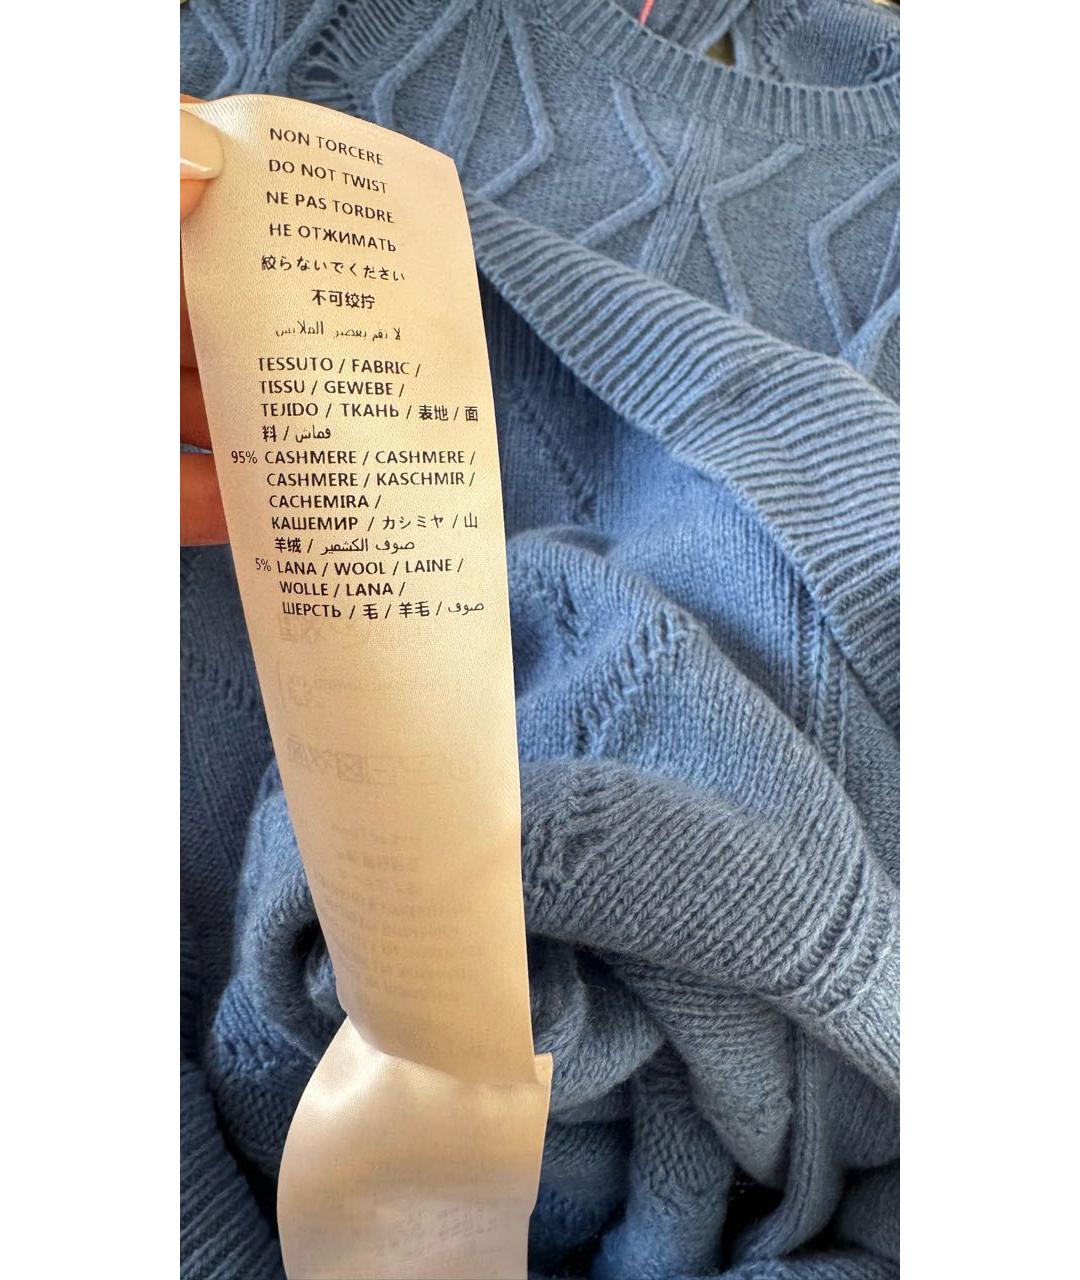 NON TORCERE
DO NOT TWIST
NE PAS TORDRE
НЕ ОТЖИМАТЬ
絞らないでください
不可绞拧
لا تقم بعصر الملابس
TESSUTO / FABRIC /
TISSU / GEWEBE /
TEJIDO / ТКАНЬ / 表地 / 面
料 / قماش
95% CASHMERE / CASHMERE /
CASHMERE / KASCHMIR /
CACHEMIRA /
КАШЕМИР / カシミヤ / 山
羊绒 / صوف الكشمير
5% LANA / WOOL / LAINE /
WOLLE / LANA /
ШЕРСТЬ / 毛 / 羊毛 / صوف